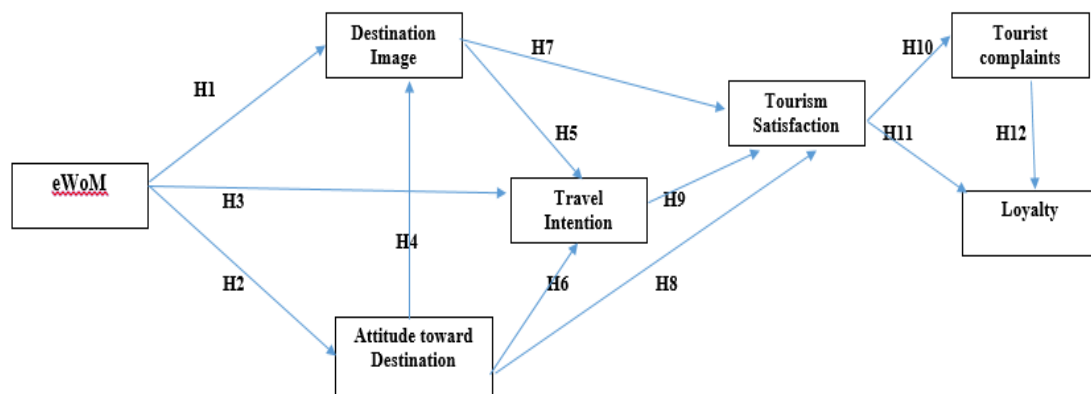 Destination
Image
H7
H10
Tourist
complaints
H1
Tourism
Satisfaction
H5
H11
H12
eWoM
H3
Travel
Intention
H9
Loyalty
H4
H2
H6
H8
Attitude toward
Destination